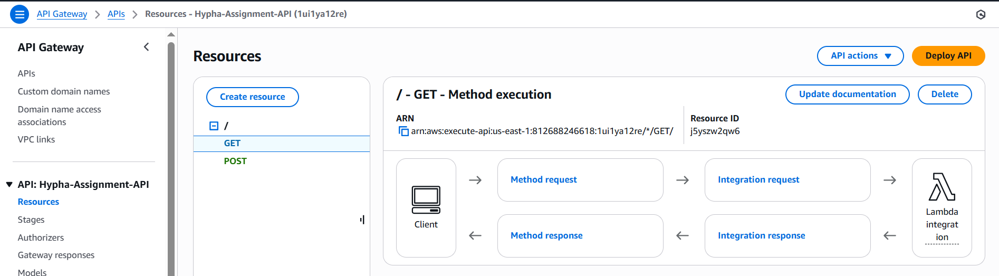 API Gateway > APIs > Resources - Hypha-Assignment-API (1ui1ya12re)
API Gateway
APIs
Custom domain names
Domain name access
associations
VPC links
API: Hypha-Assignment-API
Resources
Stages
Authorizers
Gateway responses
Models
Resources
API actions
Deploy API
Create resource
/
GET
POST
/ - GET - Method execution
Update documentation
Delete
ARN
arn:aws:execute-api:us-east-1:812688246618:1ui1ya12re/*/GET/
Resource ID
j5yszw2qw6
Client
Method request
Integration request
Method response
Integration response
Lambda
integrat
ion